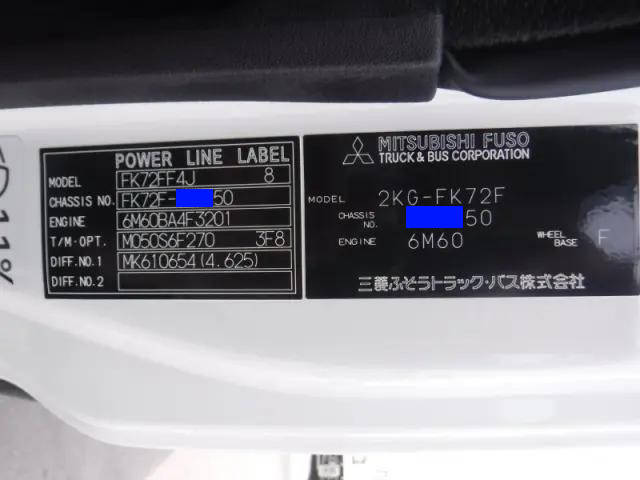 POWER LINE LABEL
MODEL FK72FF4J 8
CHASSIS NO. FK72F- 50
ENGINE 6M60BA4F3201
T/M·OPT. M050S6F270 3F8
DIFF.NO.1 MK610654(4.625)
DIFF.NO.2
MITSUBISHI FUSO
TRUCK & BUS CORPORATION
MODEL 2KG-FK72F
CHASSIS NO. 50
ENGINE 6M60 WHEEL BASE F
三菱ふそうトラック・バス株式会社
11%